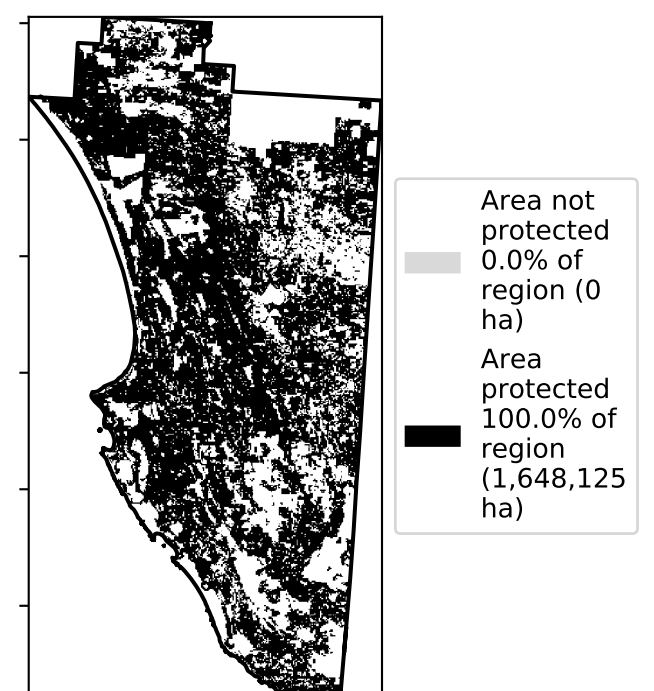 Area not
protected
0.0% of
region (0
ha)
Area
protected
100.0% of
region
(1,648,125
ha)